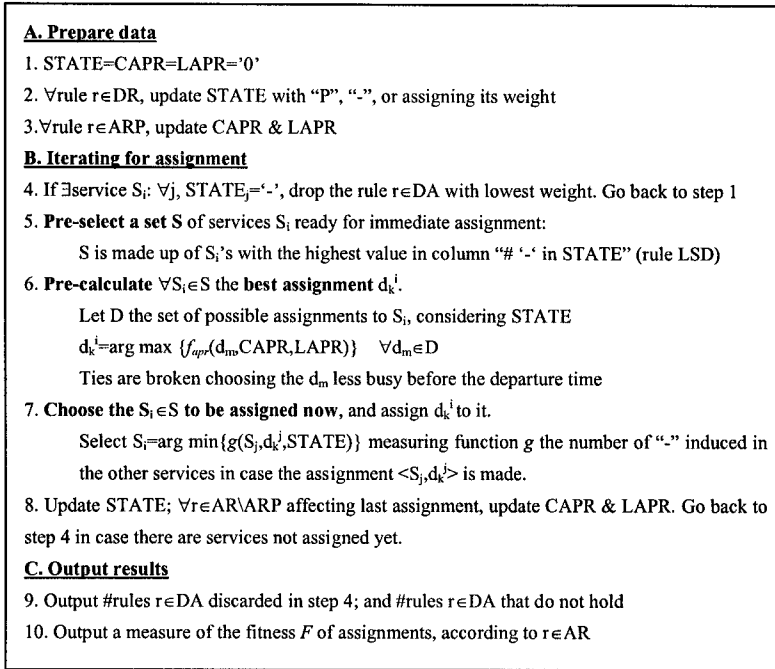 A. Prepare data
1. STATE=CAPR=LAPR='0'
2. ∀rule r∈DR, update STATE with "P", "-", or assigning its weight
3.∀rule r∈ARP, update CAPR & LAPR
B. Iterating for assignment
4. If ∃service Sᵢ: ∀j, STATEⱼ='-', drop the rule r∈DA with lowest weight. Go back to step 1
5. Pre-select a set S of services Sᵢ ready for immediate assignment:
S is made up of Sᵢ's with the highest value in column "# '-' in STATE" (rule LSD)
6. Pre-calculate ∀Sᵢ∈S the best assignment dₖⁱ.
Let D the set of possible assignments to Sᵢ, considering STATE
dₖⁱ=arg max {fₐₚᵣ(dₘ,CAPR,LAPR)} ∀dₘ∈D
Ties are broken choosing the dₘ less busy before the departure time
7. Choose the Sᵢ∈S to be assigned now, and assign dₖⁱ to it.
Select Sᵢ=arg min{g(Sⱼ,dₖʲ,STATE)} measuring function g the number of "-" induced in
the other services in case the assignment <Sⱼ,dₖʲ> is made.
8. Update STATE; ∀r∈AR\ARP affecting last assignment, update CAPR & LAPR. Go back to
step 4 in case there are services not assigned yet.
C. Output results
9. Output #rules r∈DA discarded in step 4; and #rules r∈DA that do not hold
10. Output a measure of the fitness F of assignments, according to r∈AR